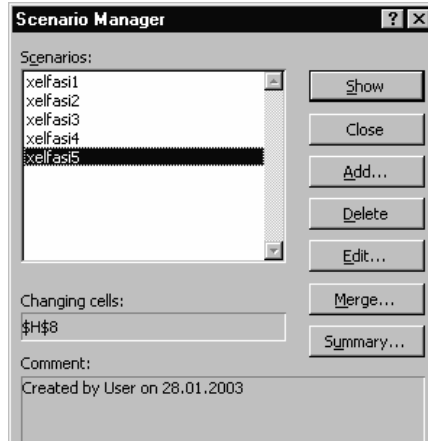 Scenario Manager
Scenarios:
xelfasi1
xelfasi2
xelfasi3
xelfasi4
xelfasi5
Show
Close
Add...
Delete
Edit...
Merge...
Summary...
Changing cells:
$H$8
Comment:
Created by User on 28.01.2003